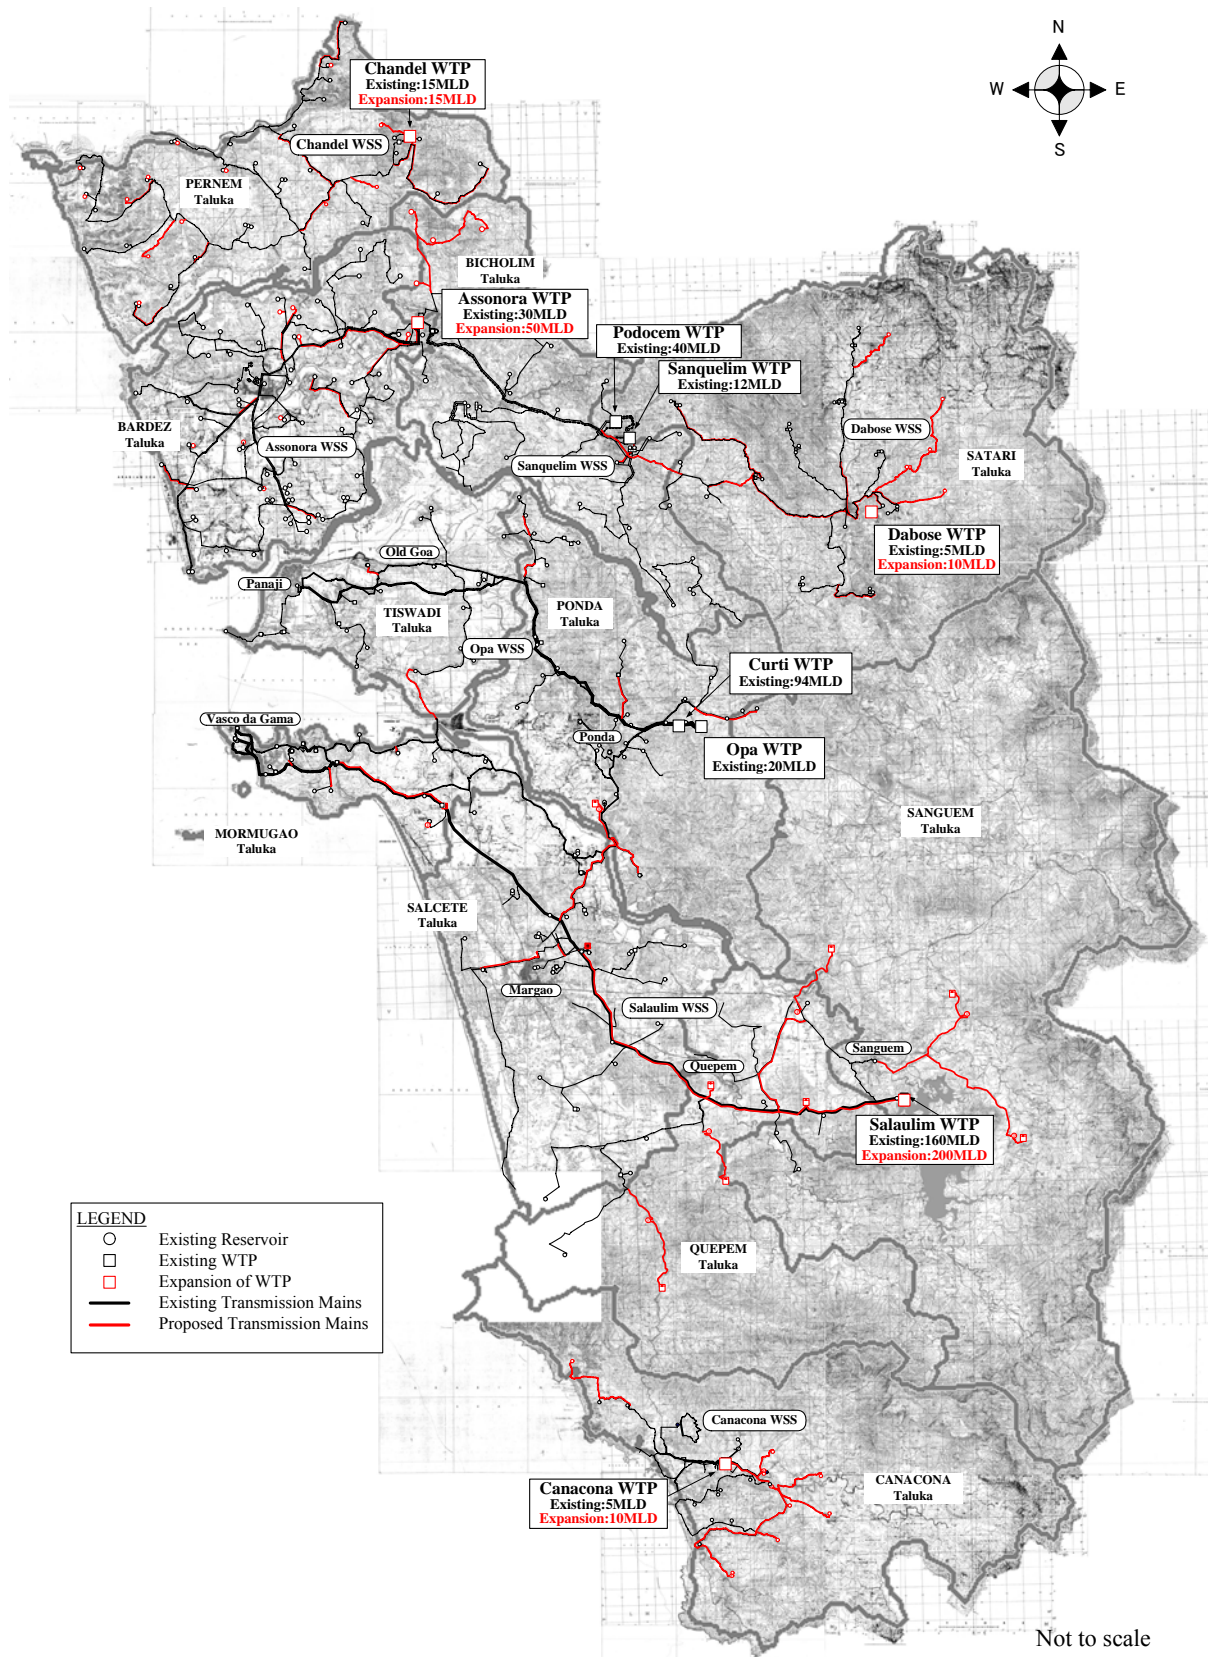 N
W
E
S
Chandel WTP
Existing:15MLD
Expansion:15MLD
Chandel WSS
PERNEM
Taluka
BICHOLIM
Taluka
Assonora WTP
Existing:30MLD
Expansion:50MLD
Podocem WTP
Existing:40MLD
Sanquelim WTP
Existing:12MLD
BARDEZ
Taluka
Assonora WSS
Sanquelim WSS
Dabose WSS
SATARI
Taluka
Dabose WTP
Existing:5MLD
Expansion:10MLD
Old Goa
Panaji
TISWADI
Taluka
PONDA
Taluka
Opa WSS
Curti WTP
Existing:94MLD
Vasco da Gama
Ponda
Opa WTP
Existing:20MLD
MORMUGAO
Taluka
SANGUEM
Taluka
SALCETE
Taluka
Margao
Salaulim WSS
Sanguem
Quepem
Salaulim WTP
Existing:160MLD
Expansion:200MLD
LEGEND
Existing Reservoir
Existing WTP
Expansion of WTP
Existing Transmission Mains
Proposed Transmission Mains
QUEPEM
Taluka
Canacona WSS
Canacona WTP
Existing:5MLD
Expansion:10MLD
CANACONA
Taluka
Not to scale